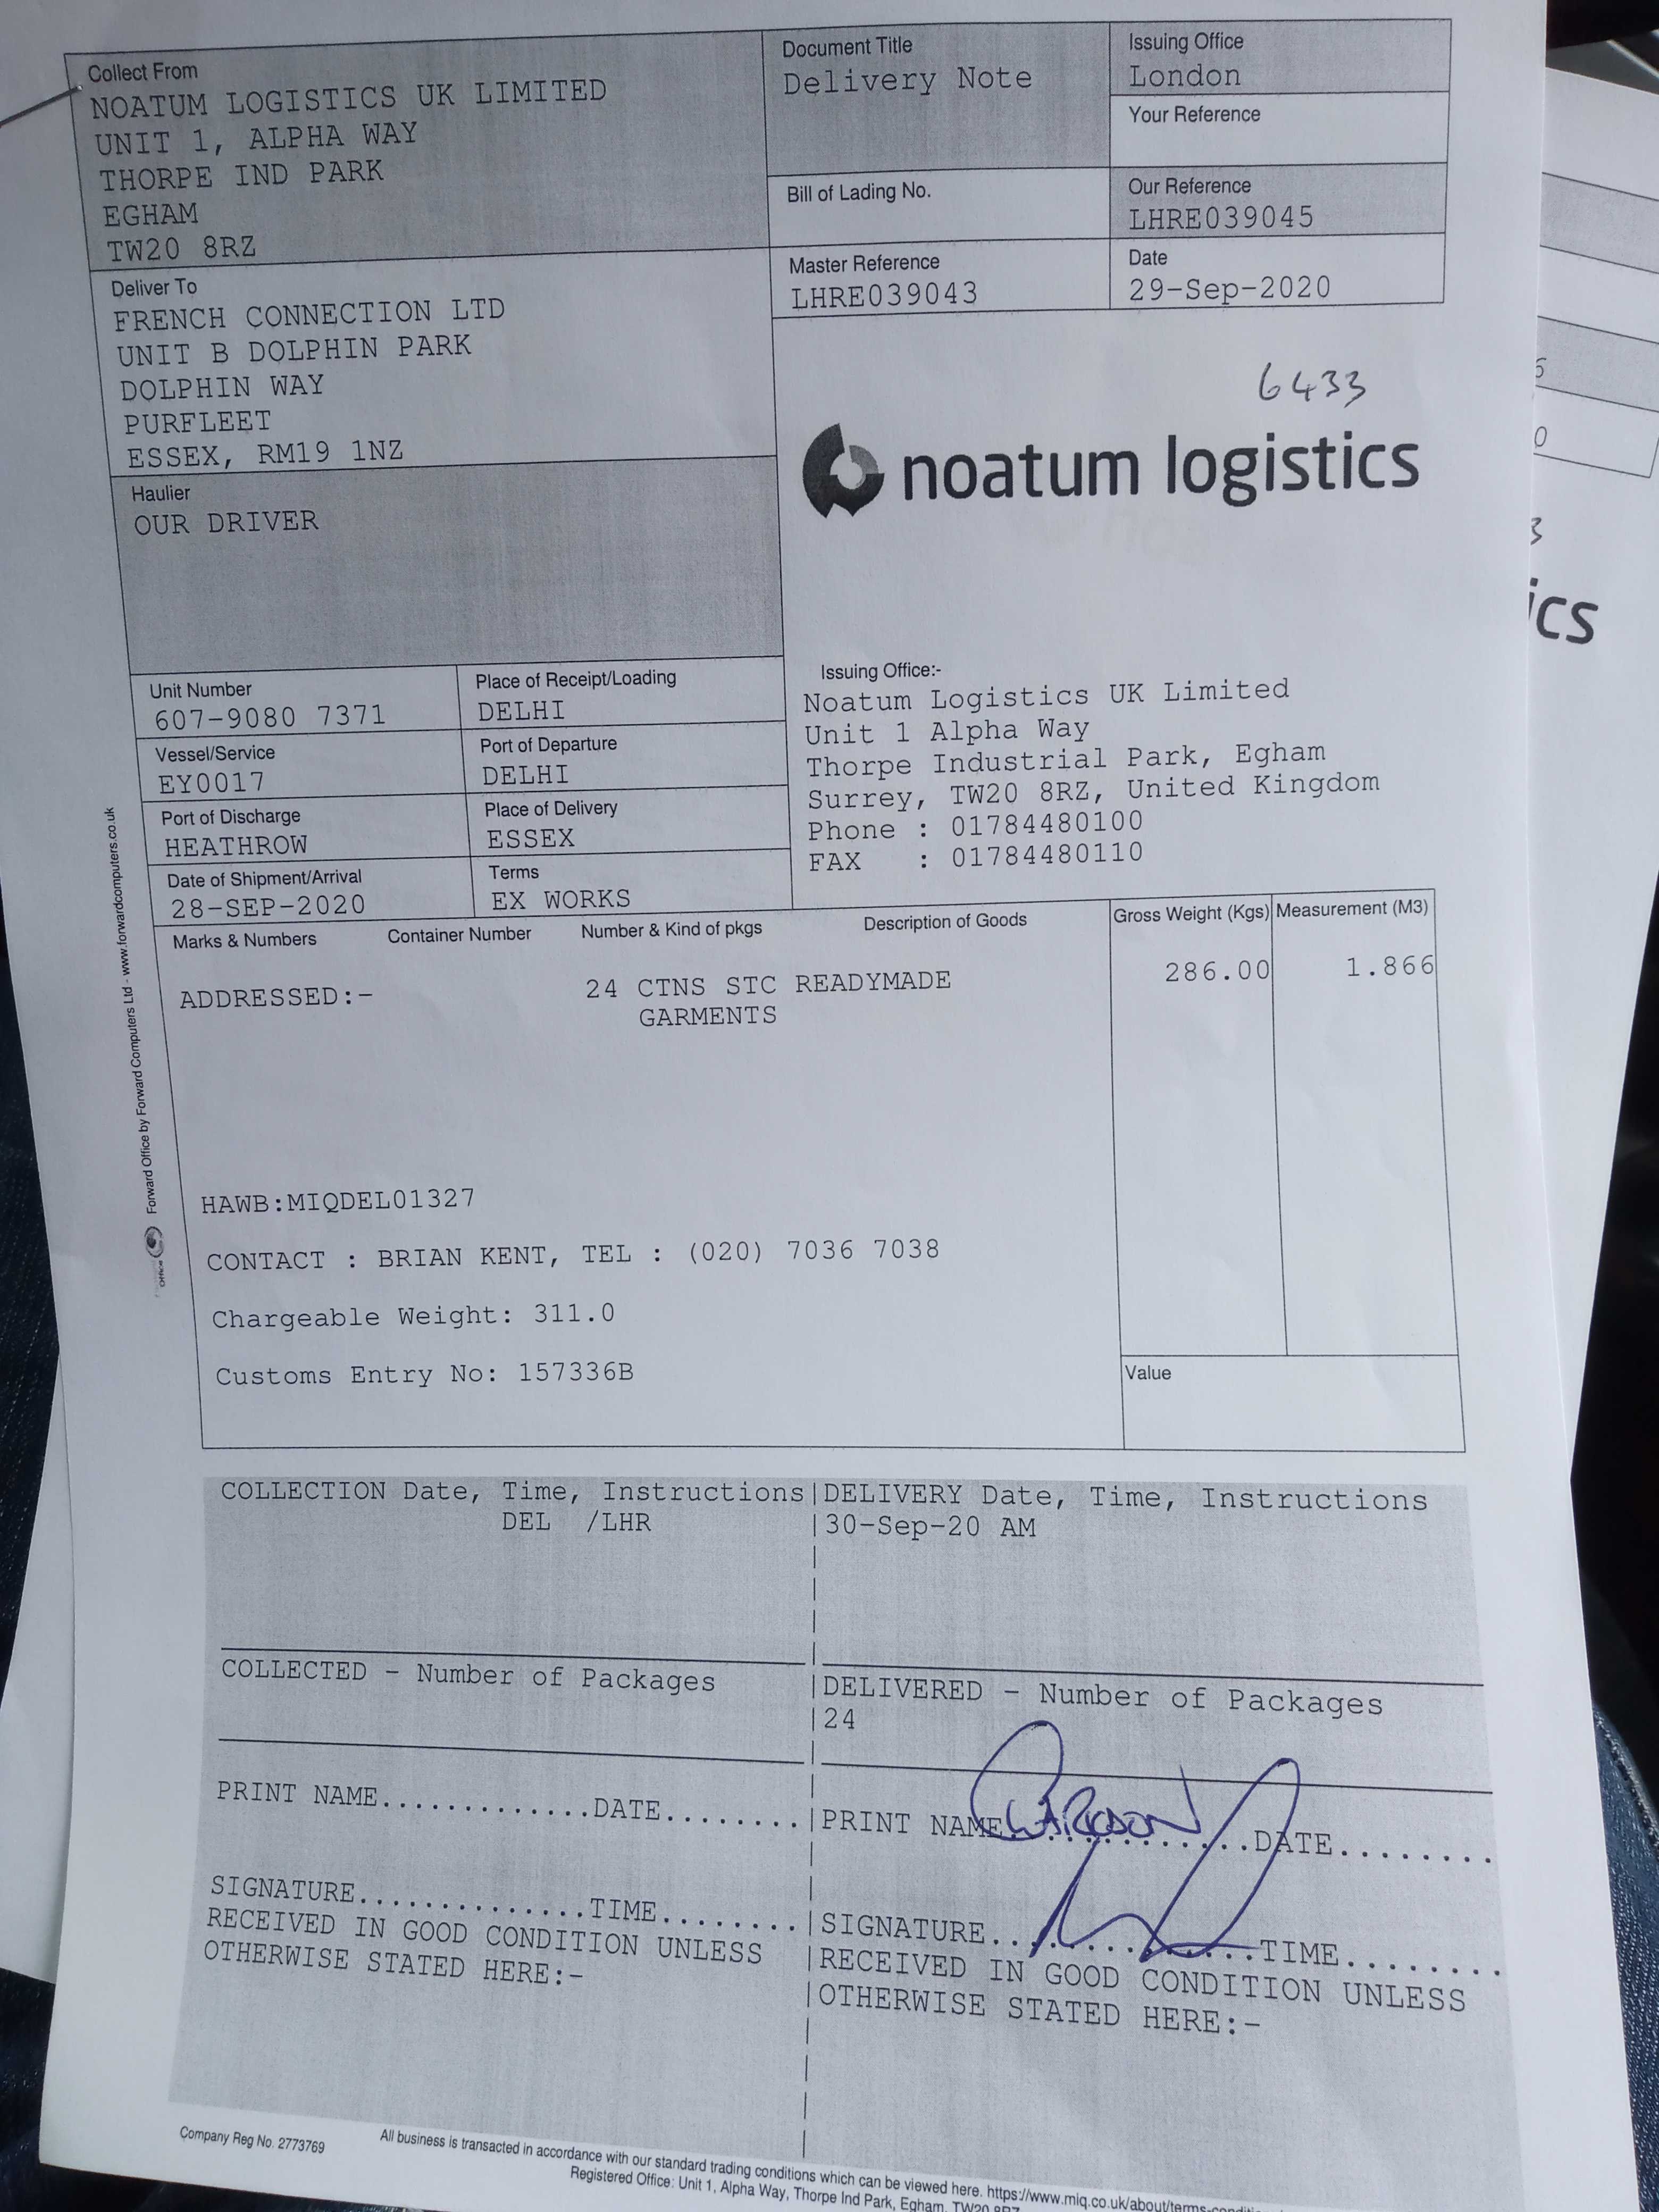 Collect From
NOATUM LOGISTICS UK LIMITED
UNIT 1, ALPHA WAY
THORPE IND PARK
EGHAM
TW20 8RZ
Document Title
Delivery Note
Issuing Office
London
Your Reference
Bill of Lading No.
Our Reference
LHRE039045
Master Reference
LHRE039043
Date
29-Sep-2020
Deliver To
FRENCH CONNECTION LTD
UNIT B DOLPHIN PARK
DOLPHIN WAY
PURFLEET
ESSEX, RM19 1NZ
Haulier
OUR DRIVER
6433
noatum logistics
Unit Number
607-9080 7371
Place of Receipt/Loading
DELHI
Vessel/Service
EY0017
Port of Departure
DELHI
Port of Discharge
HEATHROW
Place of Delivery
ESSEX
Date of Shipment/Arrival
28-SEP-2020
Terms
EX WORKS
Issuing Office:-
Noatum Logistics UK Limited
Unit 1 Alpha Way
Thorpe Industrial Park, Egham
Surrey, TW20 8RZ, United Kingdom
Phone : 01784480100
FAX : 01784480110
Marks & Numbers Container Number Number & Kind of pkgs Description of Goods Gross Weight (Kgs) Measurement (M3)
ADDRESSED:- 24 CTNS STC READYMADE 286.00 1.866
GARMENTS
HAWB:MIQDEL01327
CONTACT : BRIAN KENT, TEL : (020) 7036 7038
Chargeable Weight: 311.0
Customs Entry No: 157336B
Value
Forward Office by Forward Computers Ltd - www.forwardcomputers.co.uk
COLLECTION Date, Time, Instructions|DELIVERY Date, Time, Instructions
DEL /LHR |30-Sep-20 AM
COLLECTED - Number of Packages |DELIVERED - Number of Packages
|24
PRINT NAME.............DATE........|PRINT NAME.............DATE........
SIGNATURE.............TIME........|SIGNATURE.............TIME........
RECEIVED IN GOOD CONDITION UNLESS |RECEIVED IN GOOD CONDITION UNLESS
OTHERWISE STATED HERE:- |OTHERWISE STATED HERE:-
Company Reg No. 2773769
All business is transacted in accordance with our standard trading conditions which can be viewed here. https://www.miq.co.uk/about/terms-
Registered Office: Unit 1, Alpha Way, Thorpe Ind Park, Egham, TW20 8RZ
ics